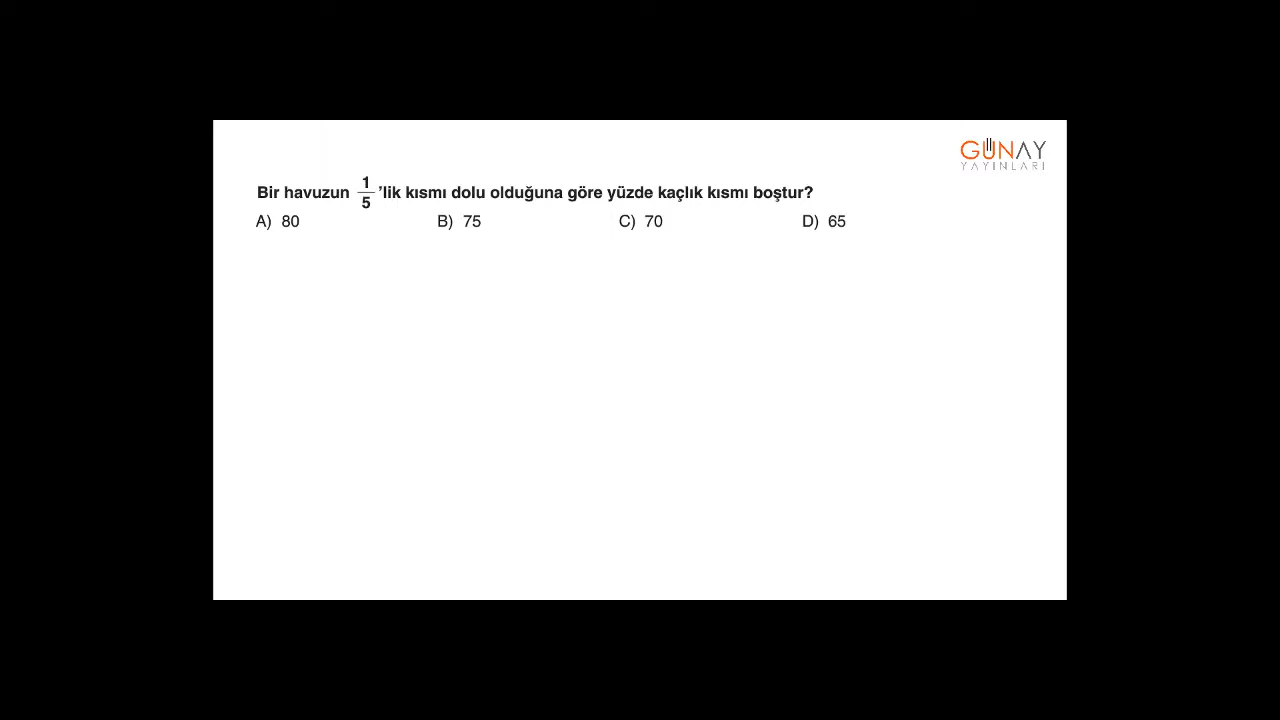 GÜNAY
YAYINLARI
Bir havuzun 1/5 ’lik kısmı dolu olduğuna göre yüzde kaçlık kısmı boştur?
A) 80 B) 75 C) 70 D) 65